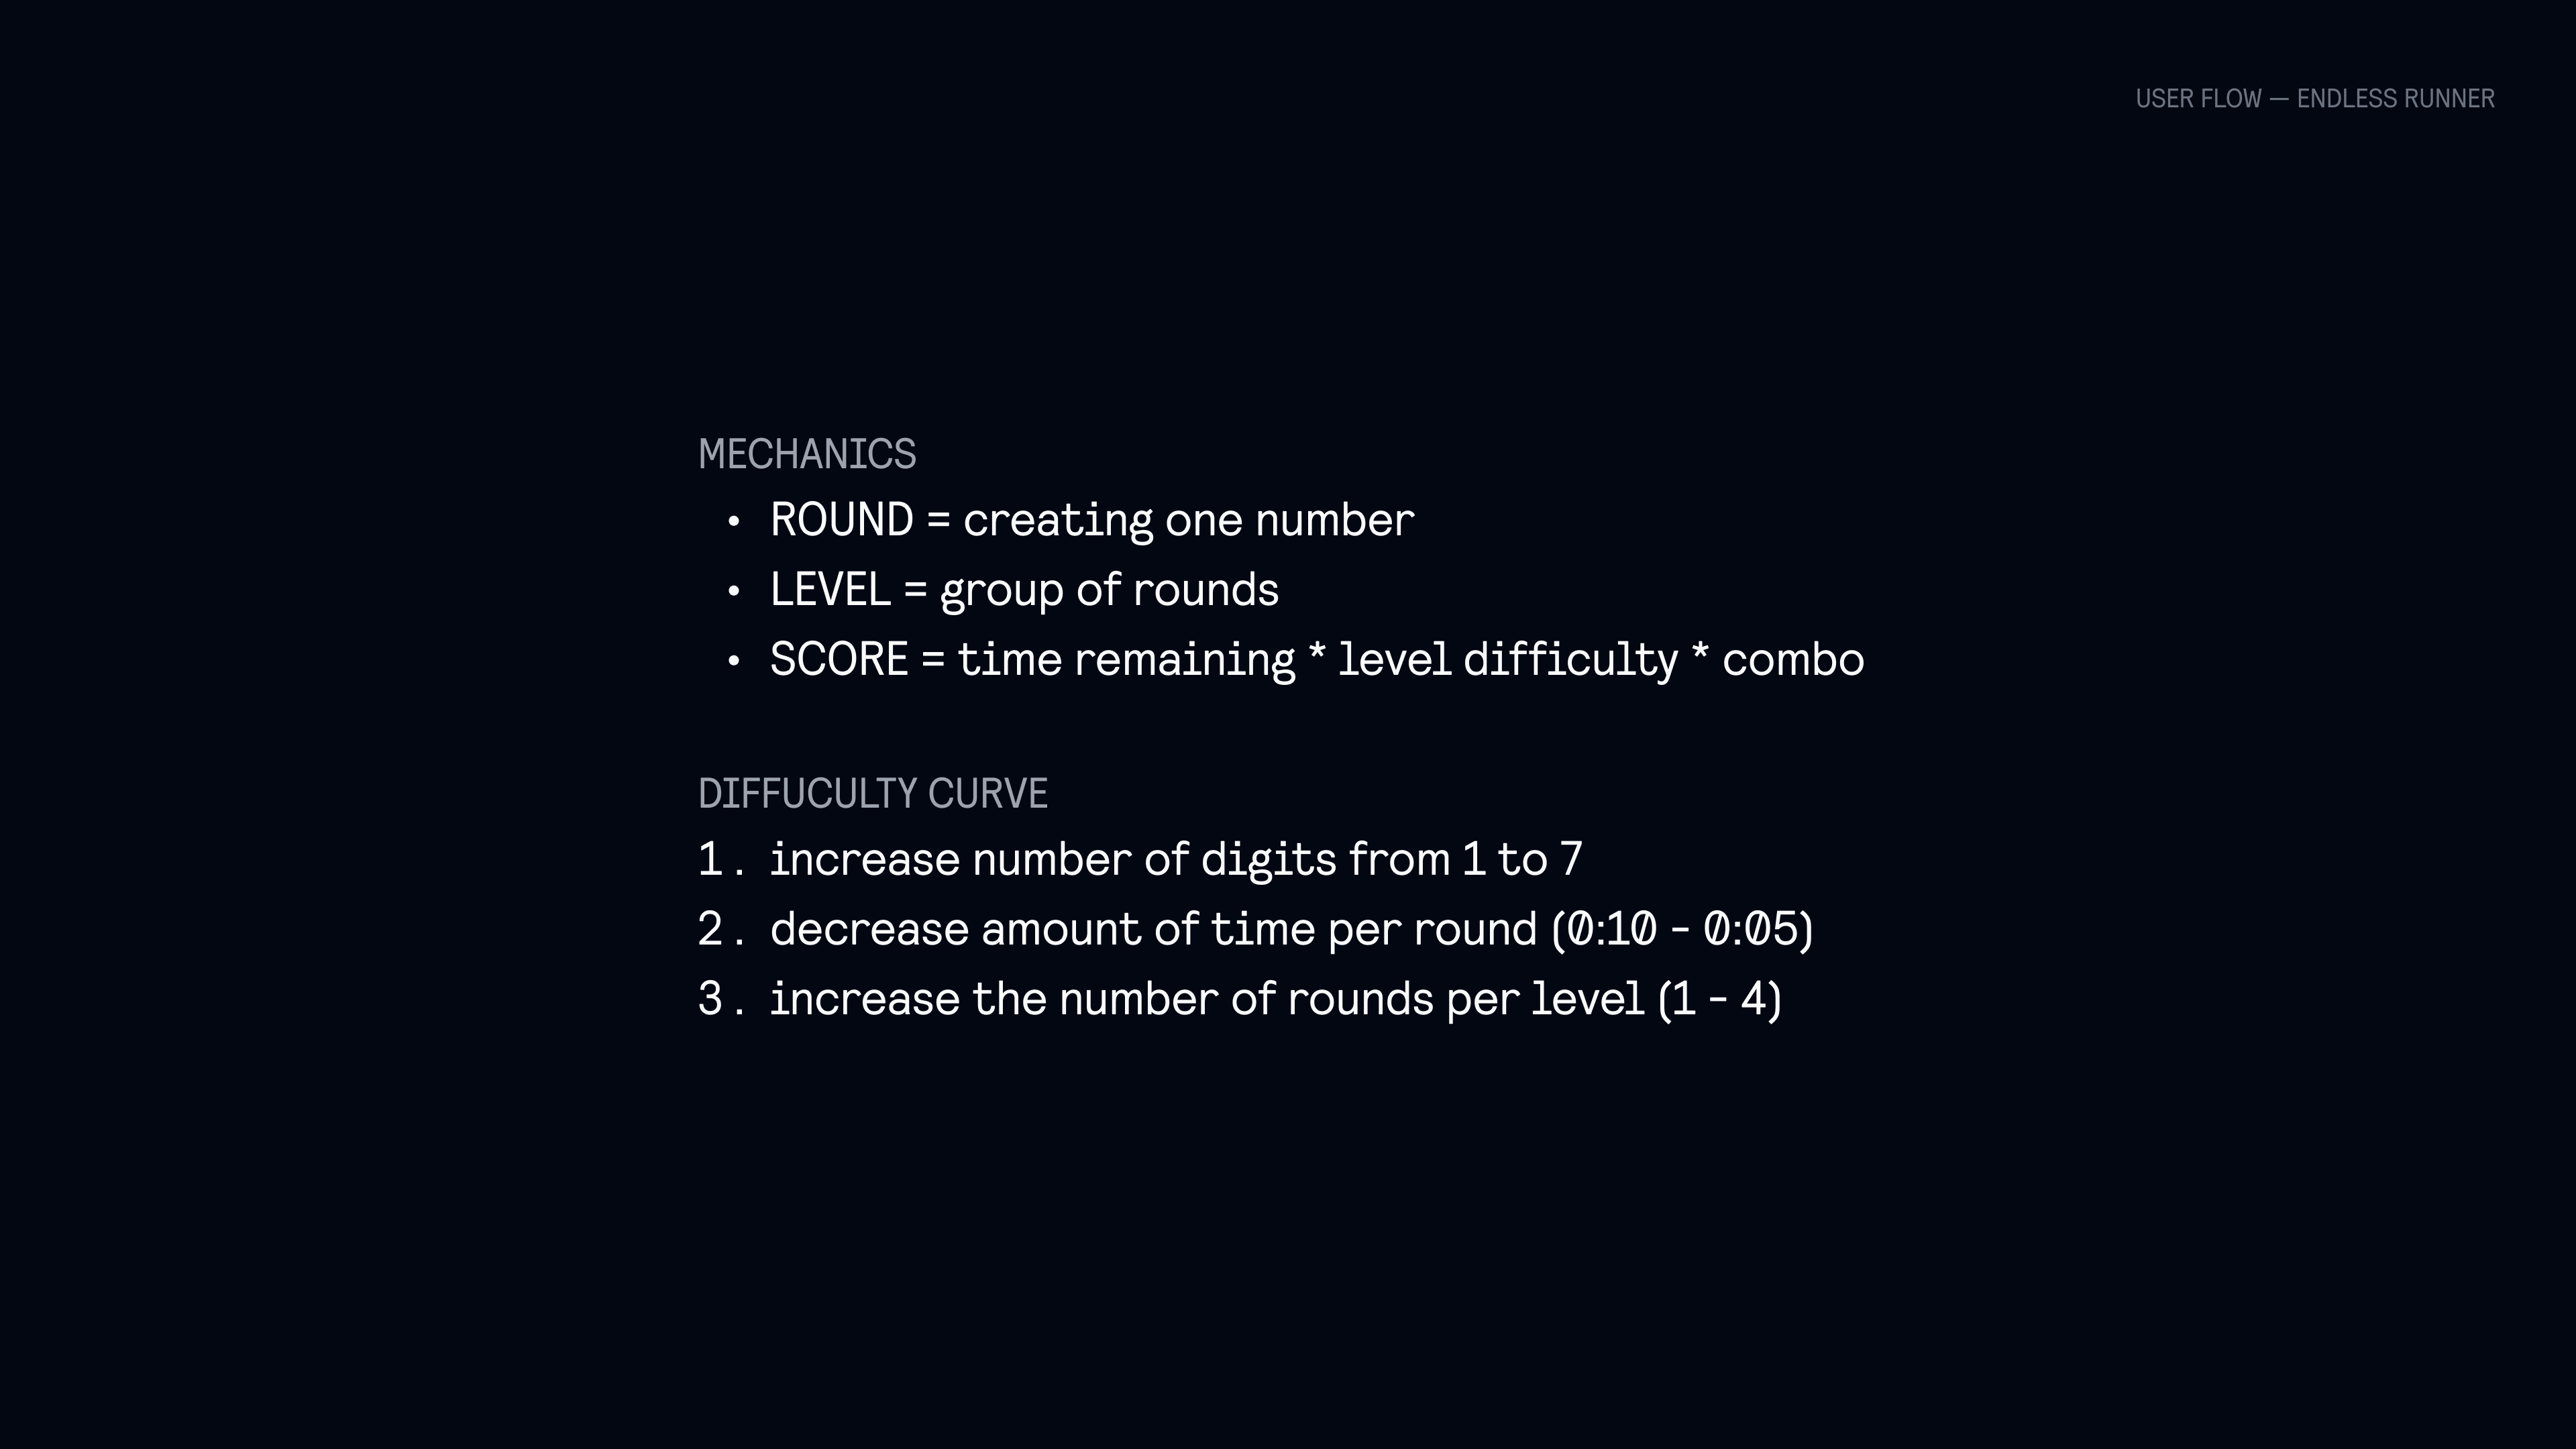 USER FLOW — ENDLESS RUNNER
MECHANICS
• ROUND = creating one number
• LEVEL = group of rounds
• SCORE = time remaining * level difficulty * combo
DIFFUCULTY CURVE
1. increase number of digits from 1 to 7
2. decrease amount of time per round (0:10 - 0:05)
3. increase the number of rounds per level (1 - 4)